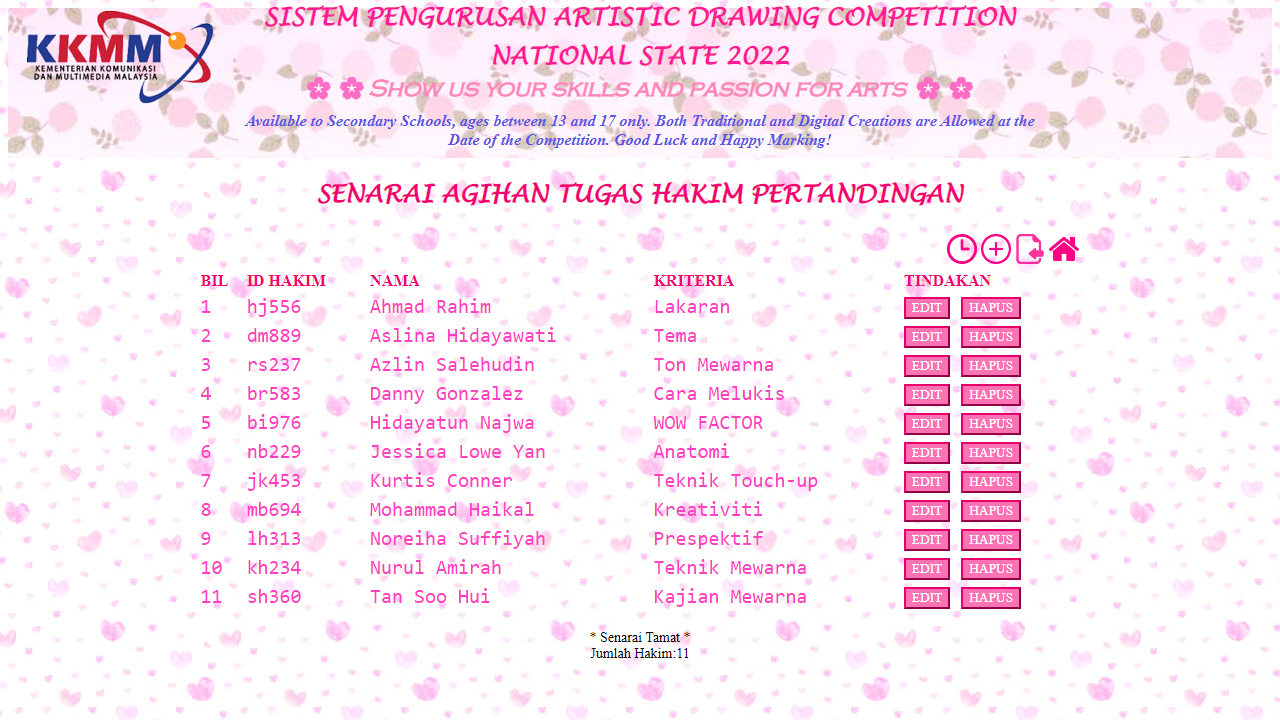 SISTEM PENGURUSAN ARTISTIC DRAWING COMPETITION
NATIONAL STATE 2022
KKMM
KEMENTERIAN KOMUNIKASI
DAN MULTIMEDIA MALAYSIA
SHOW US YOUR SKILLS AND PASSION FOR ARTS
Available to Secondary Schools, ages between 13 and 17 only. Both Traditional and Digital Creations are Allowed at the
Date of the Competition. Good Luck and Happy Marking!
SENARAI AGIHAN TUGAS HAKIM PERTANDINGAN
BIL ID HAKIM NAMA KRITERIA TINDAKAN
1 hj556 Ahmad Rahim Lakaran EDIT HAPUS
2 dm889 Aslina Hidayawati Tema EDIT HAPUS
3 rs237 Azlin Salehudin Ton Mewarna EDIT HAPUS
4 br583 Danny Gonzalez Cara Melukis EDIT HAPUS
5 bi976 Hidayatun Najwa WOW FACTOR EDIT HAPUS
6 nb229 Jessica Lowe Yan Anatomi EDIT HAPUS
7 jk453 Kurtis Conner Teknik Touch-up EDIT HAPUS
8 mb694 Mohammad Haikal Kreativiti EDIT HAPUS
9 lh313 Noreiha Suffiyah Prespektif EDIT HAPUS
10 kh234 Nurul Amirah Teknik Mewarna EDIT HAPUS
11 sh360 Tan Soo Hui Kajian Mewarna EDIT HAPUS
* Senarai Tamat *
Jumlah Hakim:11